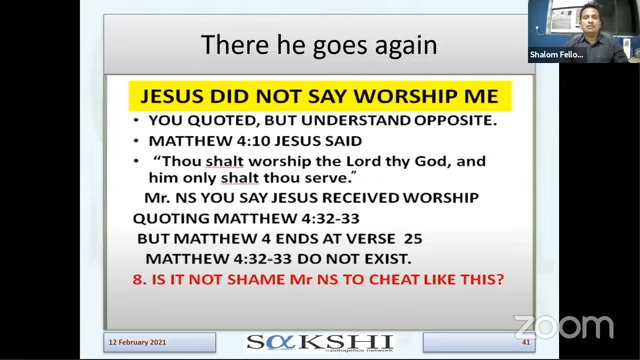 There he goes again
Shalom Fello...
JESUS DID NOT SAY WORSHIP ME
• YOU QUOTED, BUT UNDERSTAND OPPOSITE.
• MATTHEW 4:10 JESUS SAID
• “Thou shalt worship the Lord thy God, and
him only shalt thou serve.”
Mr. NS YOU SAY JESUS RECEIVED WORSHIP
QUOTING MATTHEW 4:32-33
BUT MATTHEW 4 ENDS AT VERSE 25
MATTHEW 4:32-33 DO NOT EXIST.
8. IS IT NOT SHAME Mr NS TO CHEAT LIKE THIS?
zoom
12 February 2021
SαKSHI
apologetics network
41